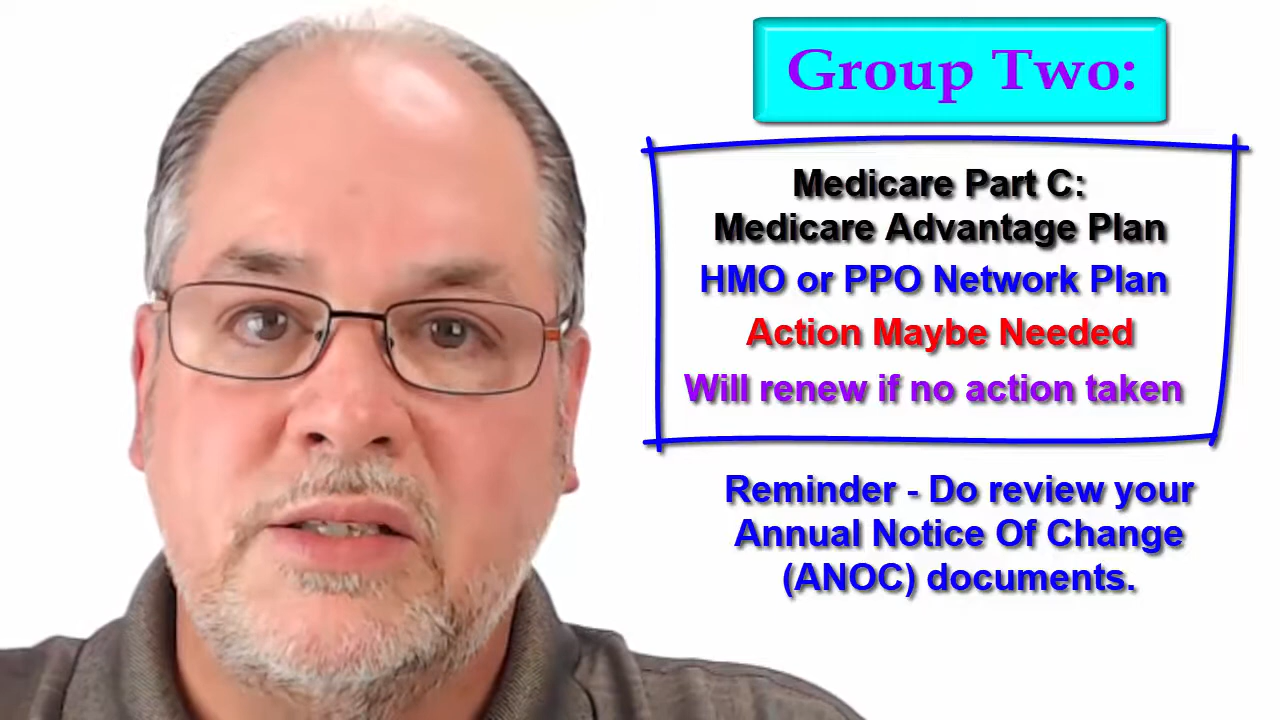 Group Two:
Medicare Part C:
Medicare Advantage Plan
HMO or PPO Network Plan
Action Maybe Needed
Will renew if no action taken
Reminder - Do review your
Annual Notice Of Change
(ANOC) documents.